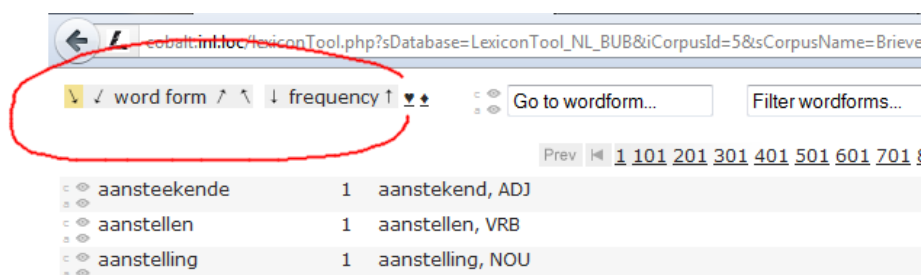 cobalt.inl.loc/lexiconTool.php?sDatabase=LexiconTool_NL_BUB&iCorpusId=5&sCorpusName=Brieve
↘ ↙ word form ↗ ↖ ↓ frequency ↑ ♥ ♦ c a Go to wordform... Filter wordforms...
Prev 1 101 201 301 401 501 601 701 8
c a aansteekende 1 aanstekend, ADJ
c a aanstellen 1 aanstellen, VRB
c a aanstelling 1 aanstelling, NOU